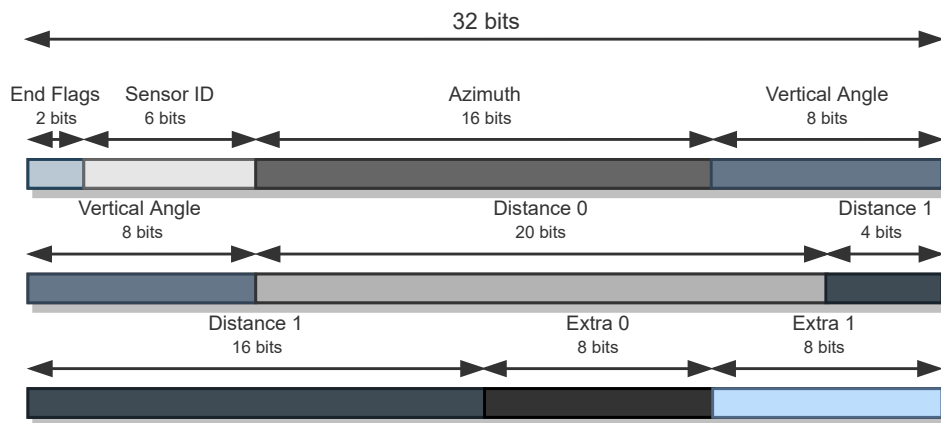 32 bits
End Flags Sensor ID Azimuth Vertical Angle
2 bits 6 bits 16 bits 8 bits
Vertical Angle Distance 0 Distance 1
8 bits 20 bits 4 bits
Distance 1 Extra 0 Extra 1
16 bits 8 bits 8 bits